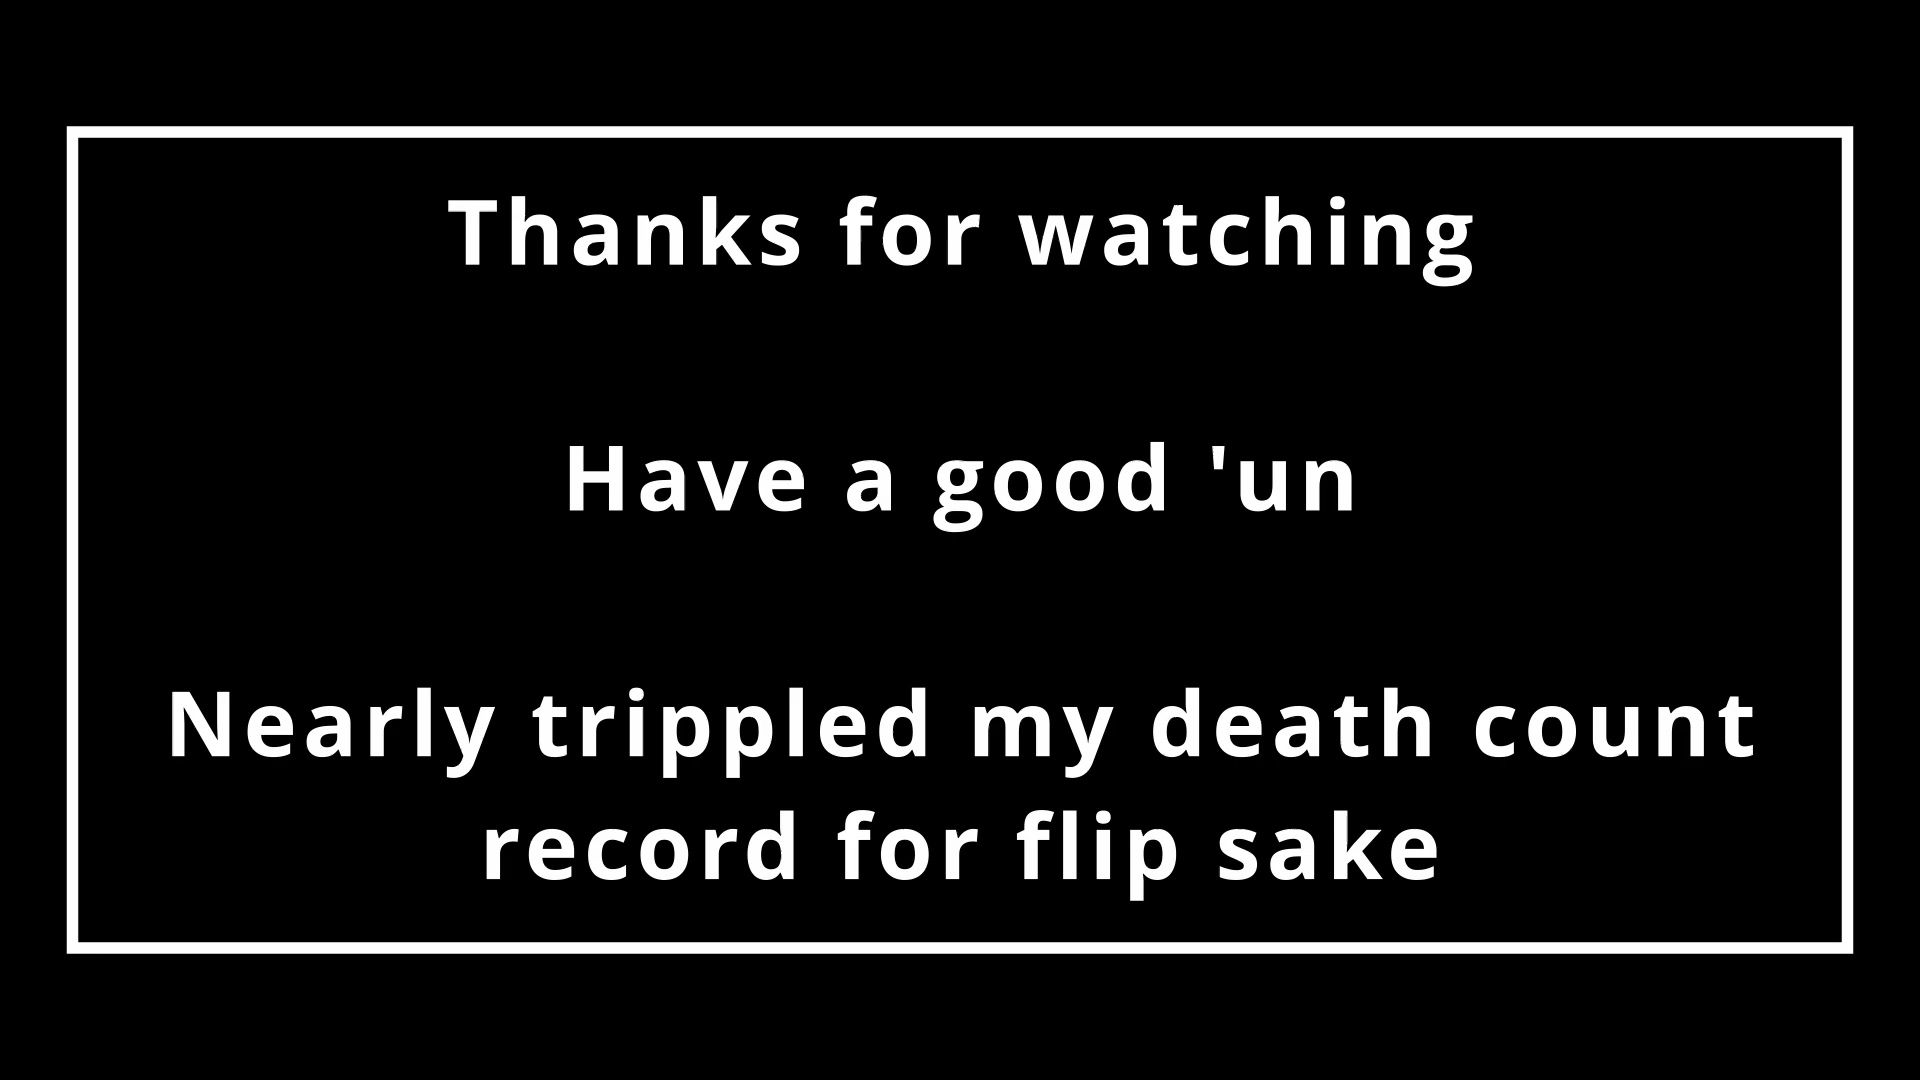 Thanks for watching
Have a good 'un
Nearly trippled my death count
record for flip sake